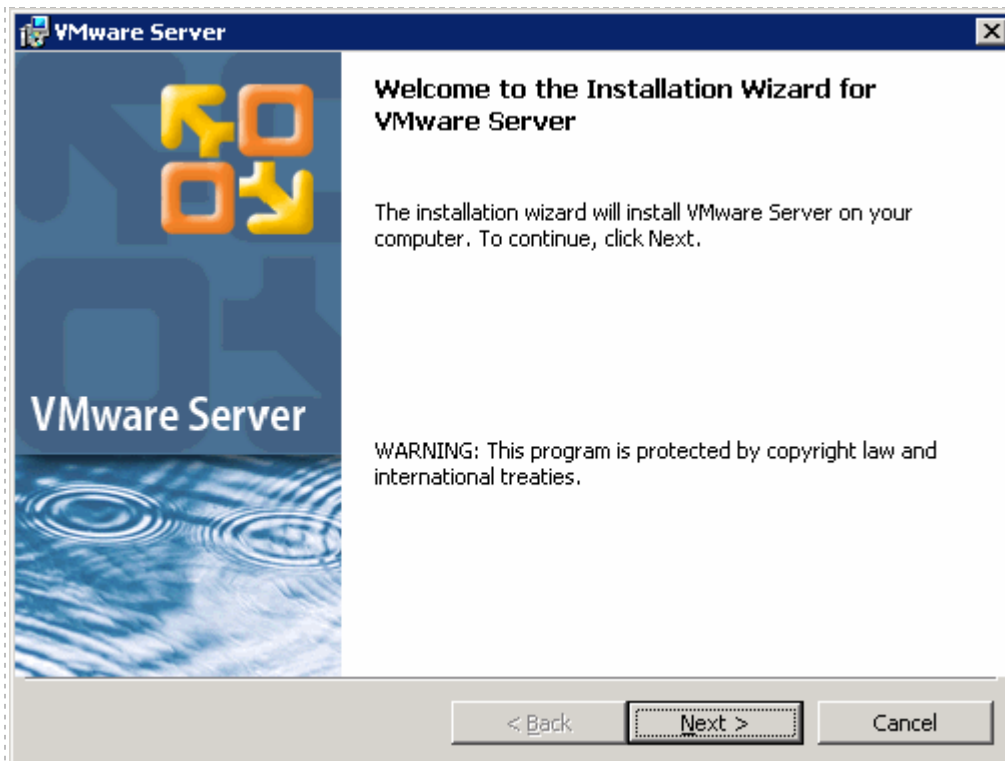 VMware Server
Welcome to the Installation Wizard for
VMware Server
The installation wizard will install VMware Server on your
computer. To continue, click Next.
VMware Server
WARNING: This program is protected by copyright law and
international treaties.
< Back
Next >
Cancel